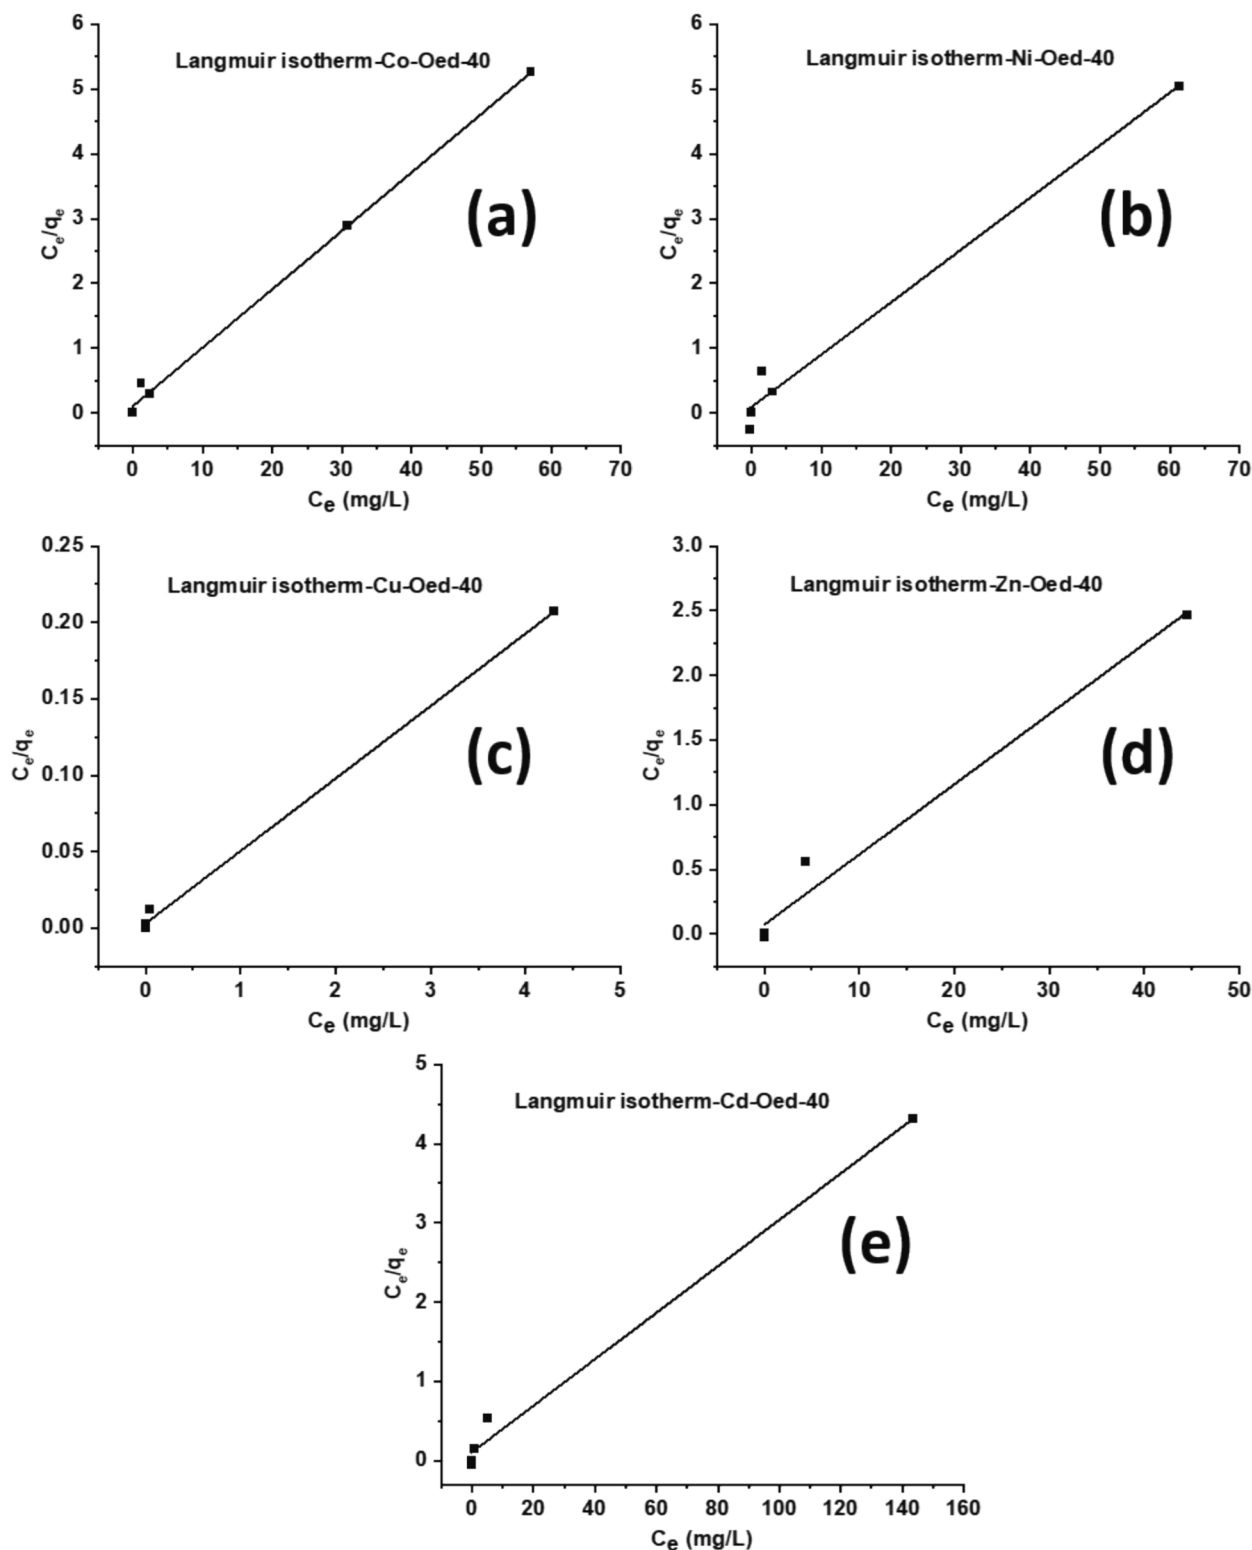 Langmuir isotherm-Co-Oed-40
6
5
4
3
2
1
0
Ce/qe
(a)
0 10 20 30 40 50 60 70
Ce (mg/L)
Langmuir isotherm-Ni-Oed-40
6
5
4
3
2
1
0
Ce/qe
(b)
0 10 20 30 40 50 60 70
Ce (mg/L)
Langmuir isotherm-Cu-Oed-40
0.25
0.20
0.15
0.10
0.05
0.00
Ce/qe
(c)
0 1 2 3 4 5
Ce (mg/L)
Langmuir isotherm-Zn-Oed-40
3.0
2.5
2.0
1.5
1.0
0.5
0.0
Ce/qe
(d)
0 10 20 30 40 50
Ce (mg/L)
Langmuir isotherm-Cd-Oed-40
5
4
3
2
1
0
Ce/qe
(e)
0 20 40 60 80 100 120 140 160
Ce (mg/L)